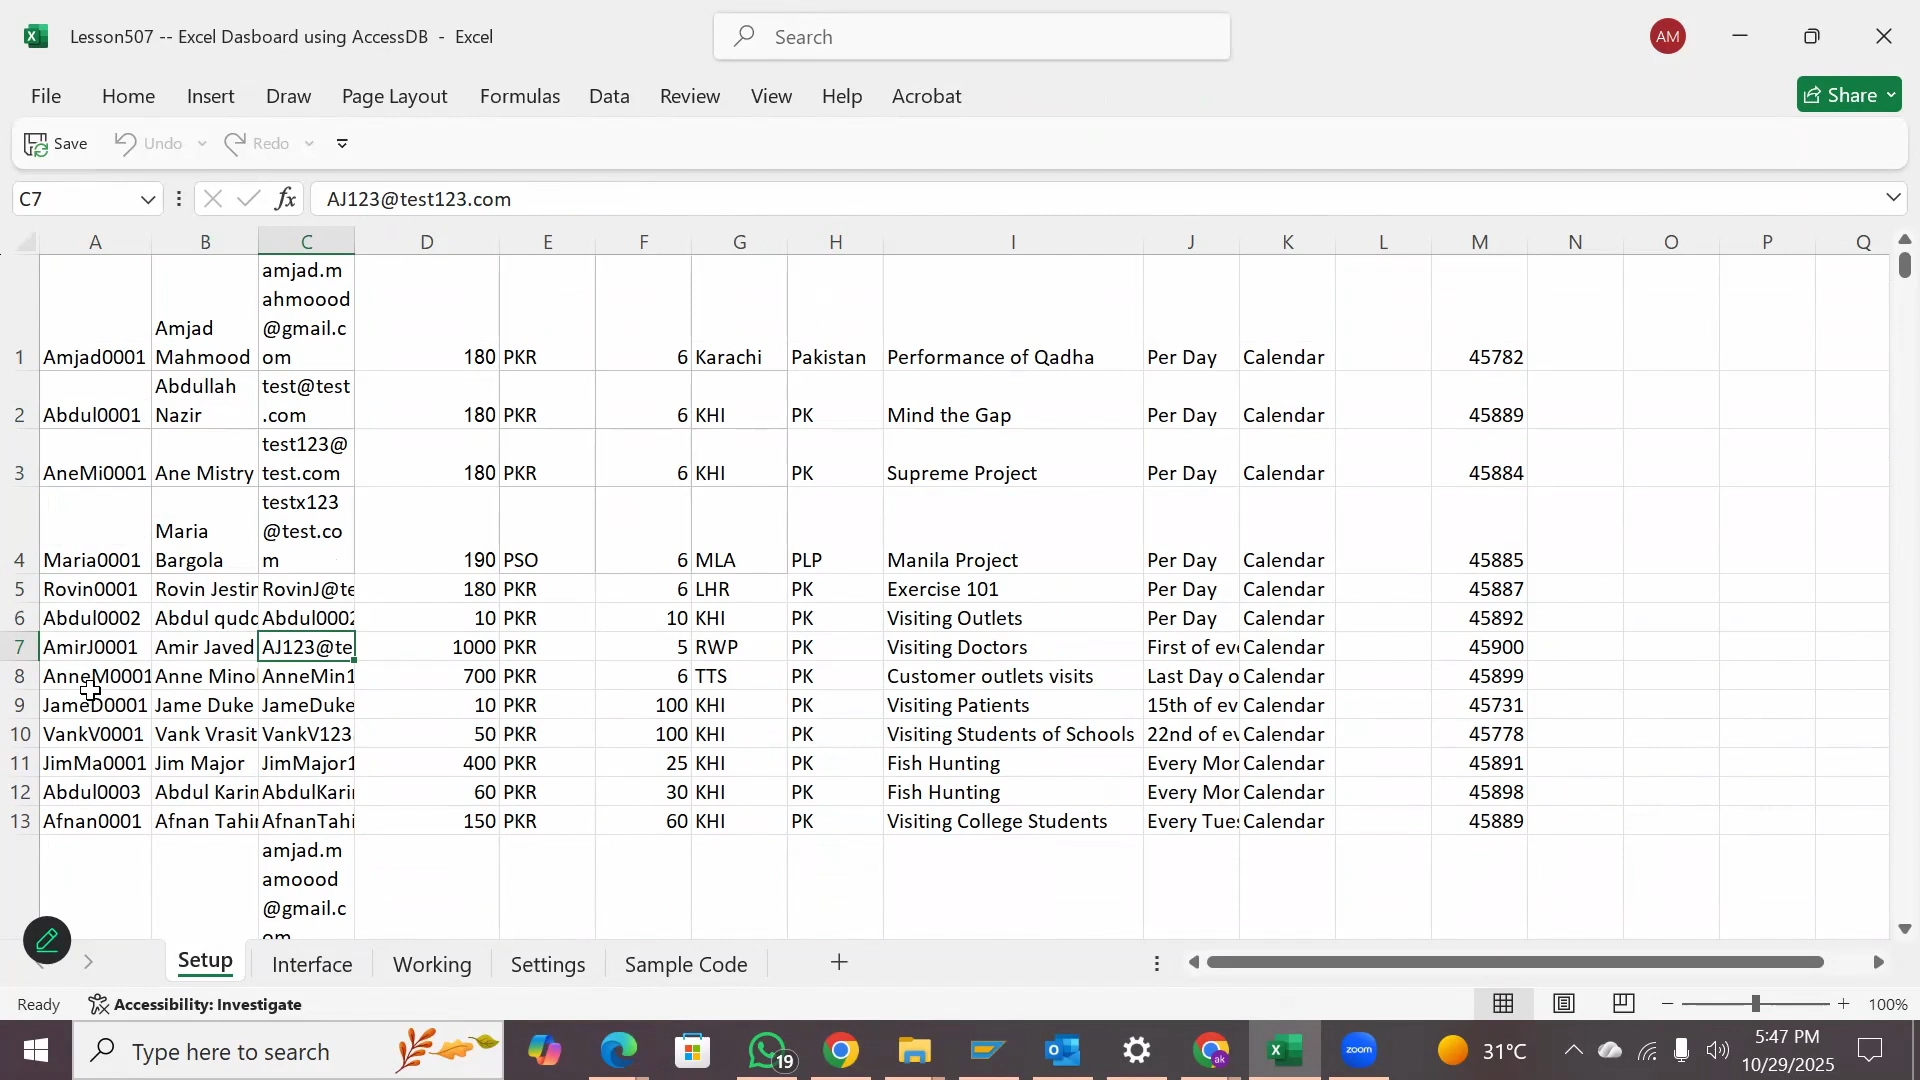 Lesson507 -- Excel Dasboard using AccessDB - Excel
Search
AM
File Home Insert Draw Page Layout Formulas Data Review View Help Acrobat
Share
Save Undo Redo
C7 fx AJ123@test123.com
A B C D E F G H I J K L M N O P Q
amjad.m
ahmoood
Amjad @gmail.c
1 Amjad0001 Mahmood om 180 PKR 6 Karachi Pakistan Performance of Qadha Per Day Calendar 45782
Abdullah test@test
2 Abdul0001 Nazir .com 180 PKR 6 KHI PK Mind the Gap Per Day Calendar 45889
test123@
3 AneMi0001 Ane Mistry test.com 180 PKR 6 KHI PK Supreme Project Per Day Calendar 45884
testx123
Maria @test.co
4 Maria0001 Bargola m 190 PSO 6 MLA PLP Manila Project Per Day Calendar 45885
5 Rovin0001 Rovin Jestin RovinJ@te 180 PKR 6 LHR PK Exercise 101 Per Day Calendar 45887
6 Abdul0002 Abdul qudd Abdul0002 10 PKR 10 KHI PK Visiting Outlets Per Day Calendar 45892
7 AmirJ0001 Amir Javed AJ123@te 1000 PKR 5 RWP PK Visiting Doctors First of eve Calendar 45900
8 AnneM0001 Anne Mino AnneMin1 700 PKR 6 TTS PK Customer outlets visits Last Day o Calendar 45899
9 JameD0001 Jame Duke JameDuke 10 PKR 100 KHI PK Visiting Patients 15th of ev Calendar 45731
10 VankV0001 Vank Vrasit VankV123 50 PKR 100 KHI PK Visiting Students of Schools 22nd of ev Calendar 45778
11 JimMa0001 Jim Major JimMajor1 400 PKR 25 KHI PK Fish Hunting Every Mor Calendar 45891
12 Abdul0003 Abdul Karin AbdulKari 60 PKR 30 KHI PK Fish Hunting Every Mor Calendar 45898
13 Afnan0001 Afnan Tahi AfnanTahi 150 PKR 60 KHI PK Visiting College Students Every Tues Calendar 45889
amjad.m
amoood
@gmail.c
om
Setup Interface Working Settings Sample Code
Ready Accessibility: Investigate 100%
Type here to search 19 zoom 31°C 5:47 PM
10/29/2025